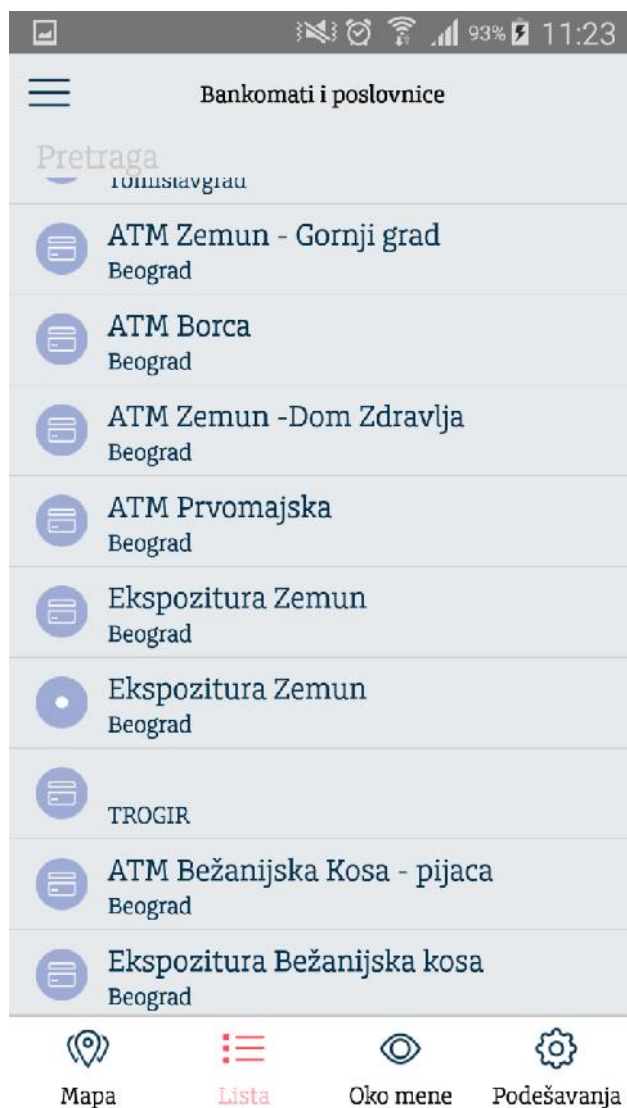 93% 11:23
Bankomati i poslovnice
Pretraga
Tomislavgrad
ATM Zemun - Gornji grad
Beograd
ATM Borca
Beograd
ATM Zemun -Dom Zdravlja
Beograd
ATM Prvomajska
Beograd
Ekspozitura Zemun
Beograd
Ekspozitura Zemun
Beograd
TROGIR
ATM Bežanijska Kosa - pijaca
Beograd
Ekspozitura Bežanijska kosa
Beograd
Mapa Lista Oko mene Podešavanja